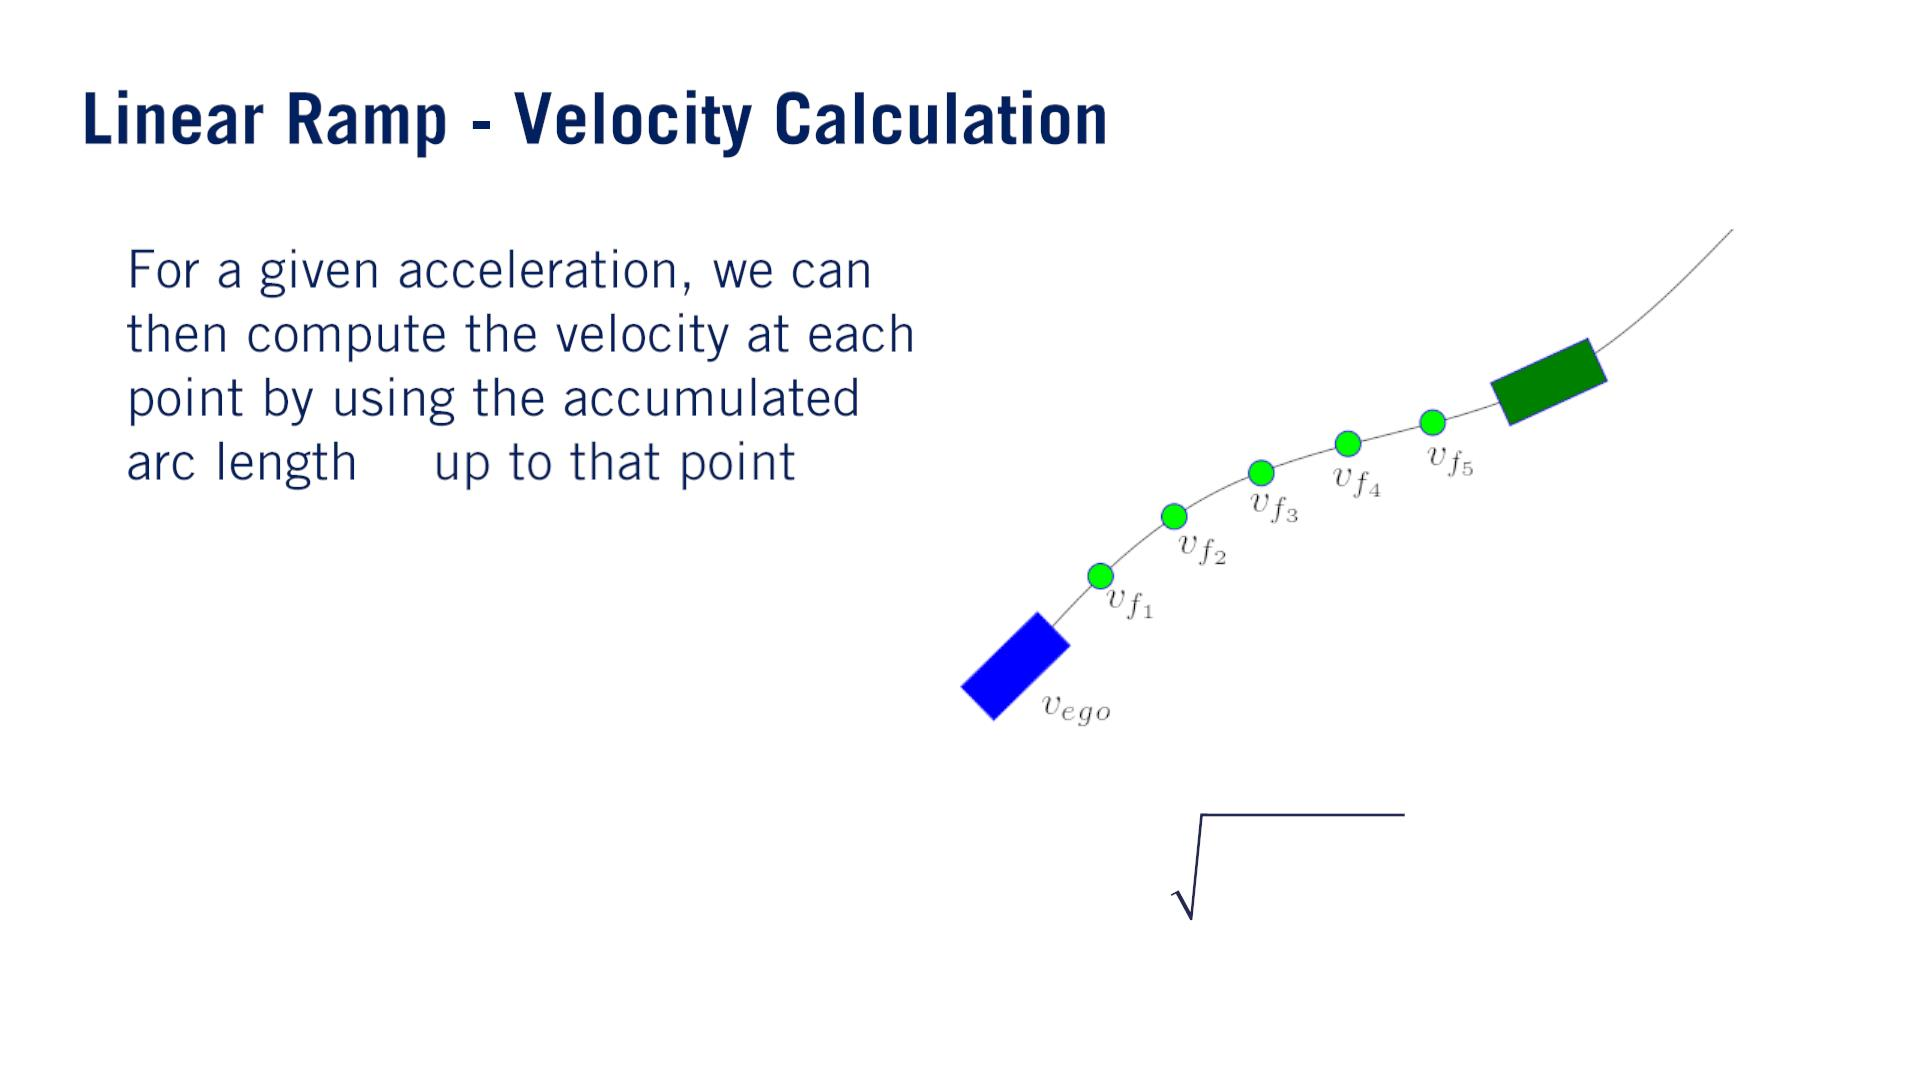 Linear Ramp - Velocity Calculation
For a given acceleration, we can
then compute the velocity at each
point by using the accumulated
arc length up to that point
v_{f_5}
v_{f_4}
v_{f_3}
v_{f_2}
v_{f_1}
v_{ego}
√